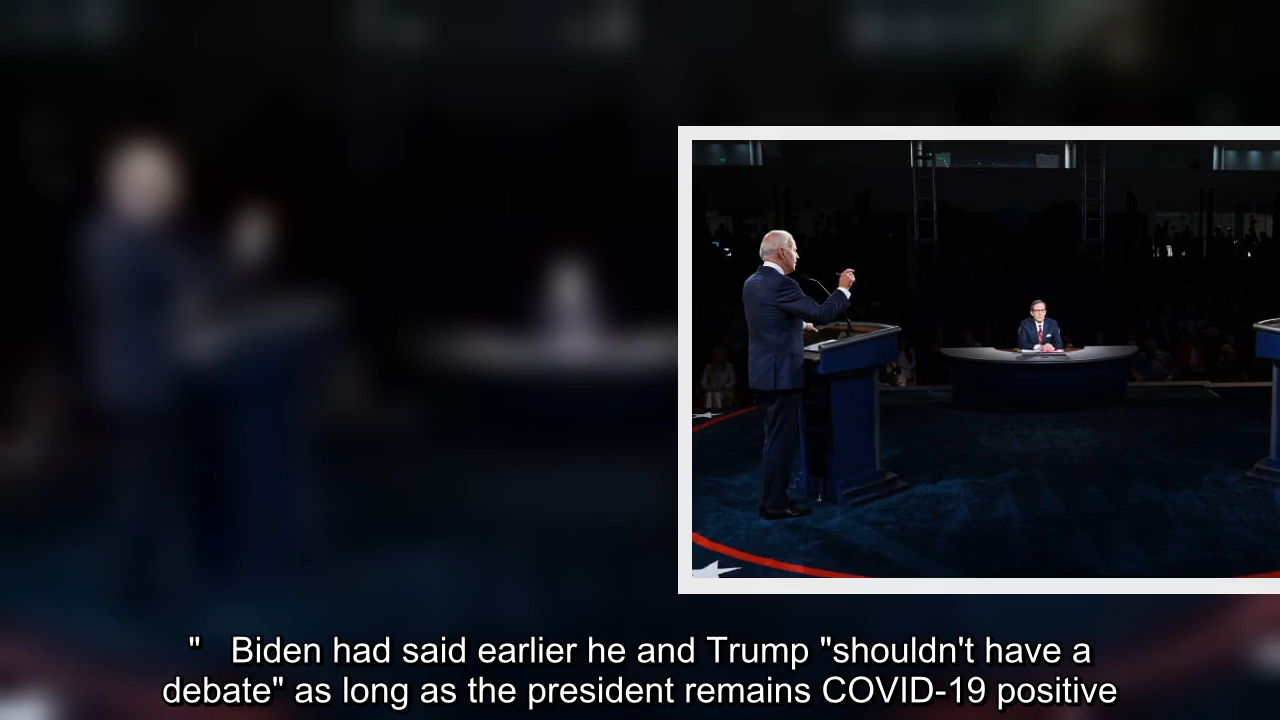 " Biden had said earlier he and Trump "shouldn't have a
debate" as long as the president remains COVID-19 positive